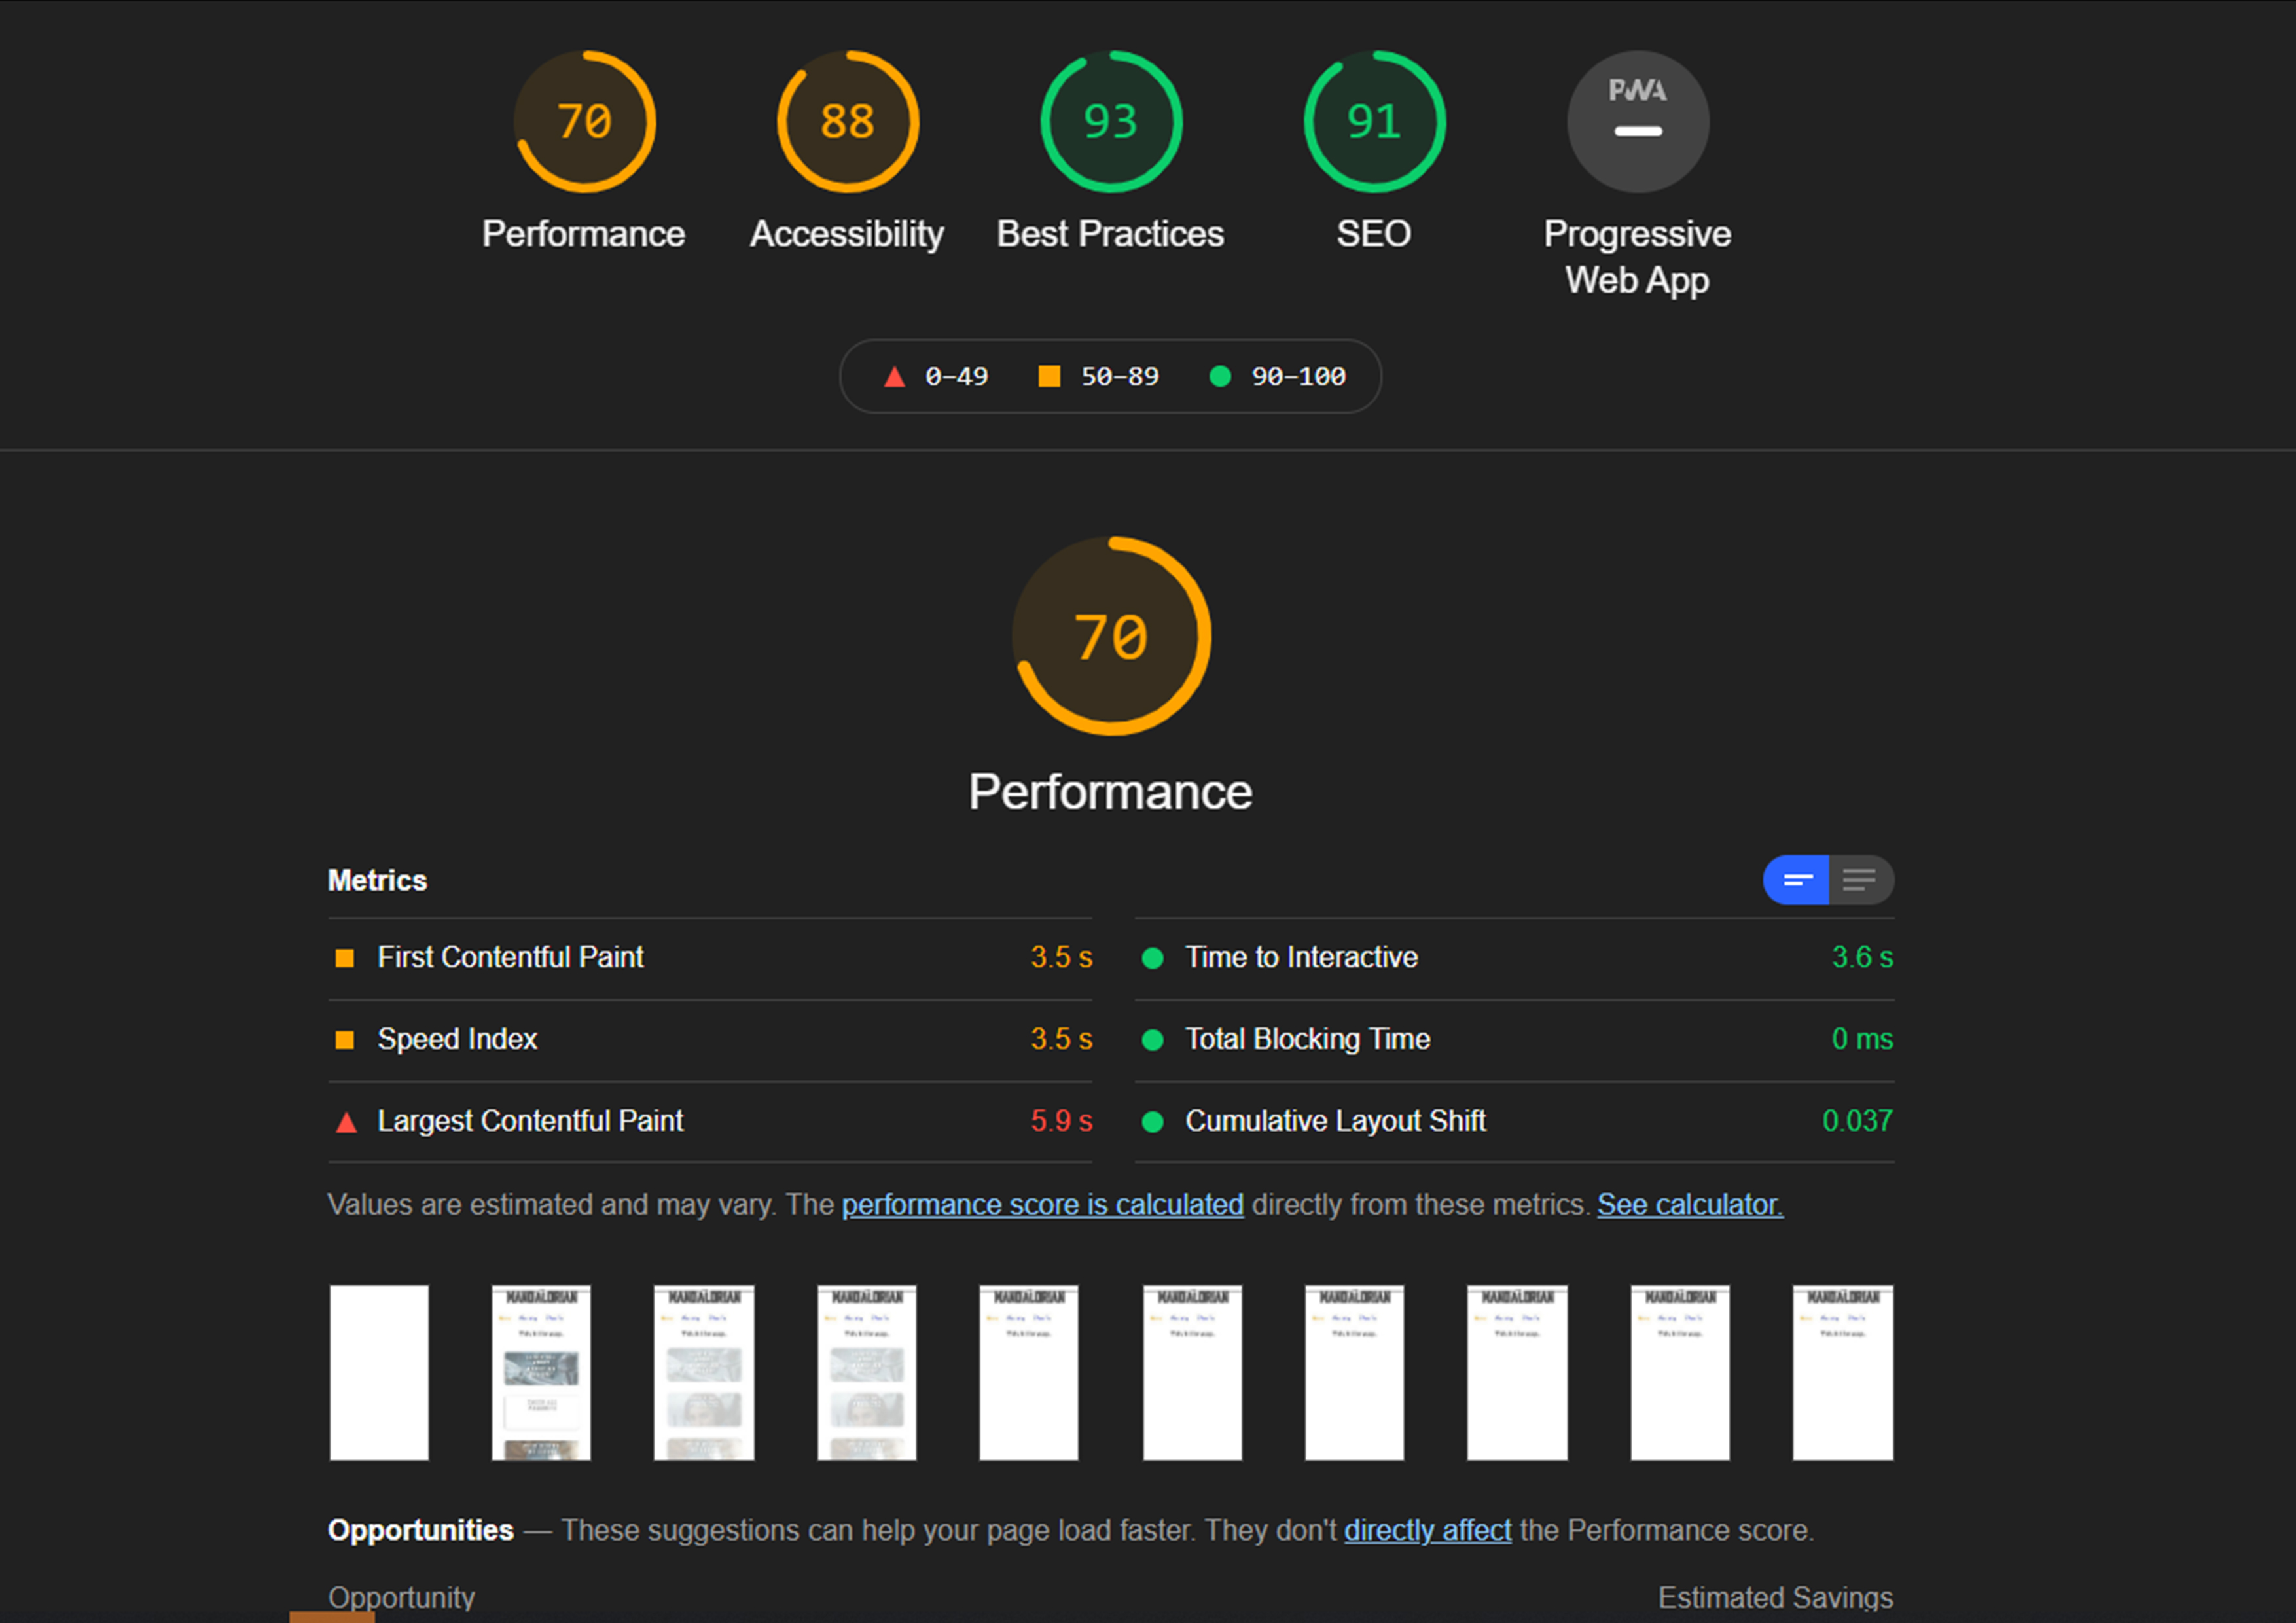 70
88
93
91
PWA
Performance
Accessibility
Best Practices
SEO
Progressive
Web App
0–49
50–89
90–100
70
Performance
Metrics
First Contentful Paint
3.5 s
Time to Interactive
3.6 s
Speed Index
3.5 s
Total Blocking Time
0 ms
Largest Contentful Paint
5.9 s
Cumulative Layout Shift
0.037
Values are estimated and may vary. The performance score is calculated directly from these metrics. See calculator.
MANDALORIAN
MANDALORIAN
MANDALORIAN
MANDALORIAN
MANDALORIAN
MANDALORIAN
MANDALORIAN
MANDALORIAN
MANDALORIAN
Opportunities — These suggestions can help your page load faster. They don't directly affect the Performance score.
Opportunity
Estimated Savings